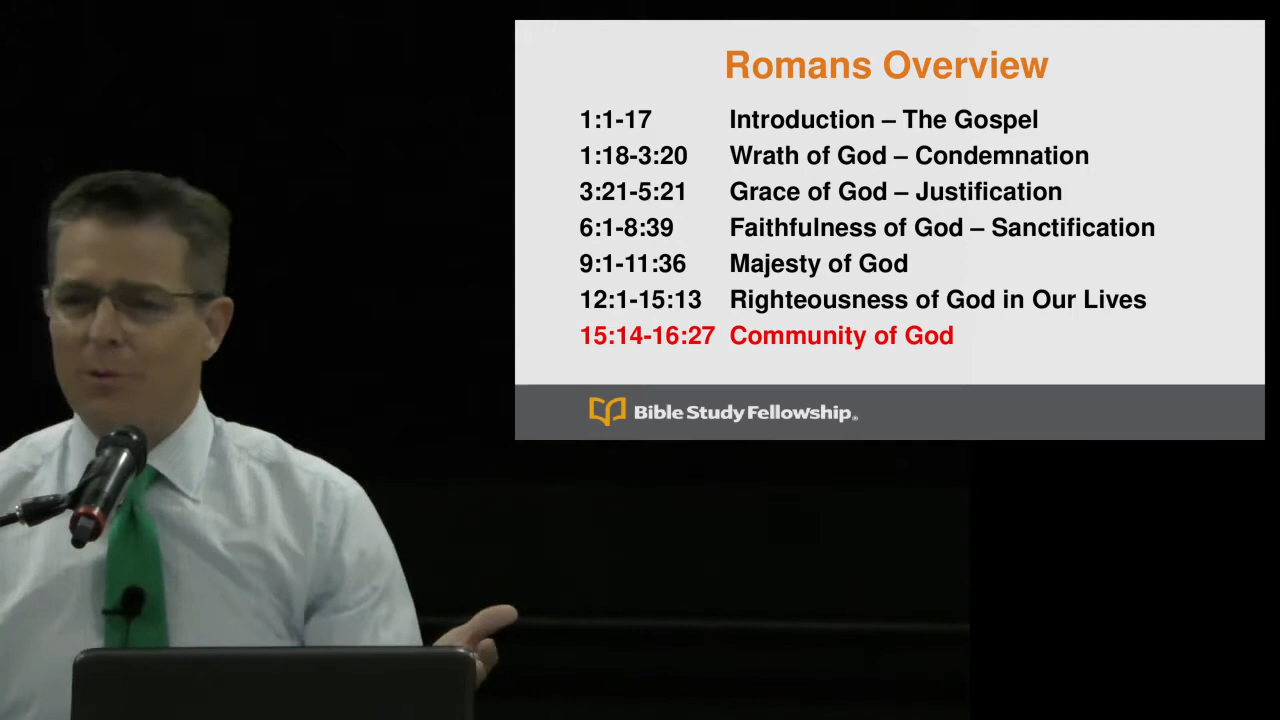 Romans Overview
1:1-17 Introduction – The Gospel
1:18-3:20 Wrath of God – Condemnation
3:21-5:21 Grace of God – Justification
6:1-8:39 Faithfulness of God – Sanctification
9:1-11:36 Majesty of God
12:1-15:13 Righteousness of God in Our Lives
15:14-16:27 Community of God
Bible Study Fellowship®